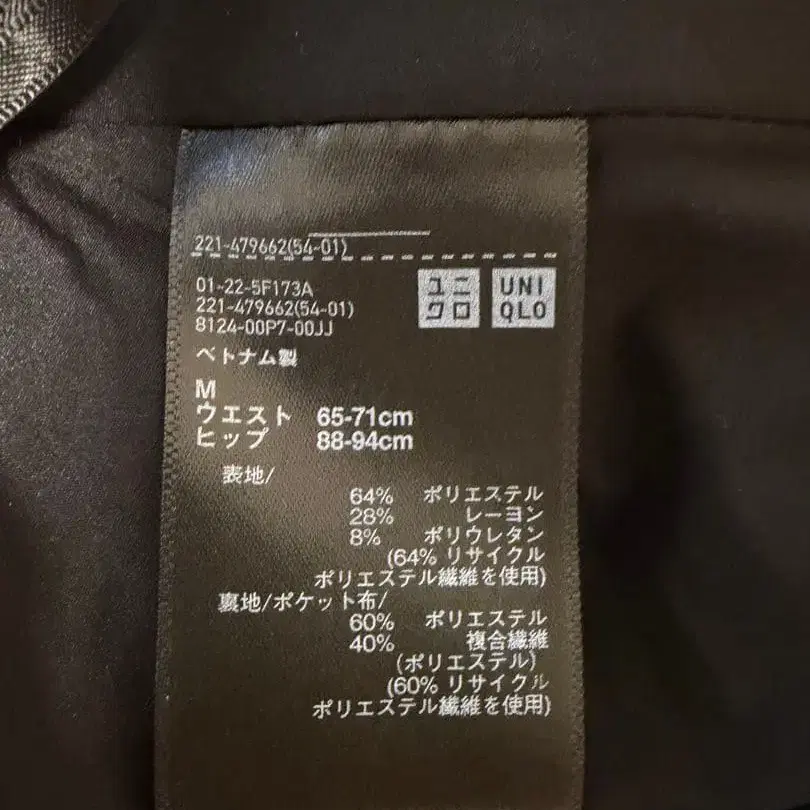 221-479662(54-01)
01-22-5F173A
221-479662(54-01)
8124-00P7-00JJ
ユニクロ
UNIQLO
ベトナム製
M
ウエスト 65-71cm
ヒップ 88-94cm
表地/
64% ポリエステル
28% レーヨン
8% ポリウレタン
(64% リサイクル
ポリエステル繊維を使用)
裏地/ポケット布/
60% ポリエステル
40% 複合繊維
(ポリエステル)
(60% リサイクル
ポリエステル繊維を使用)